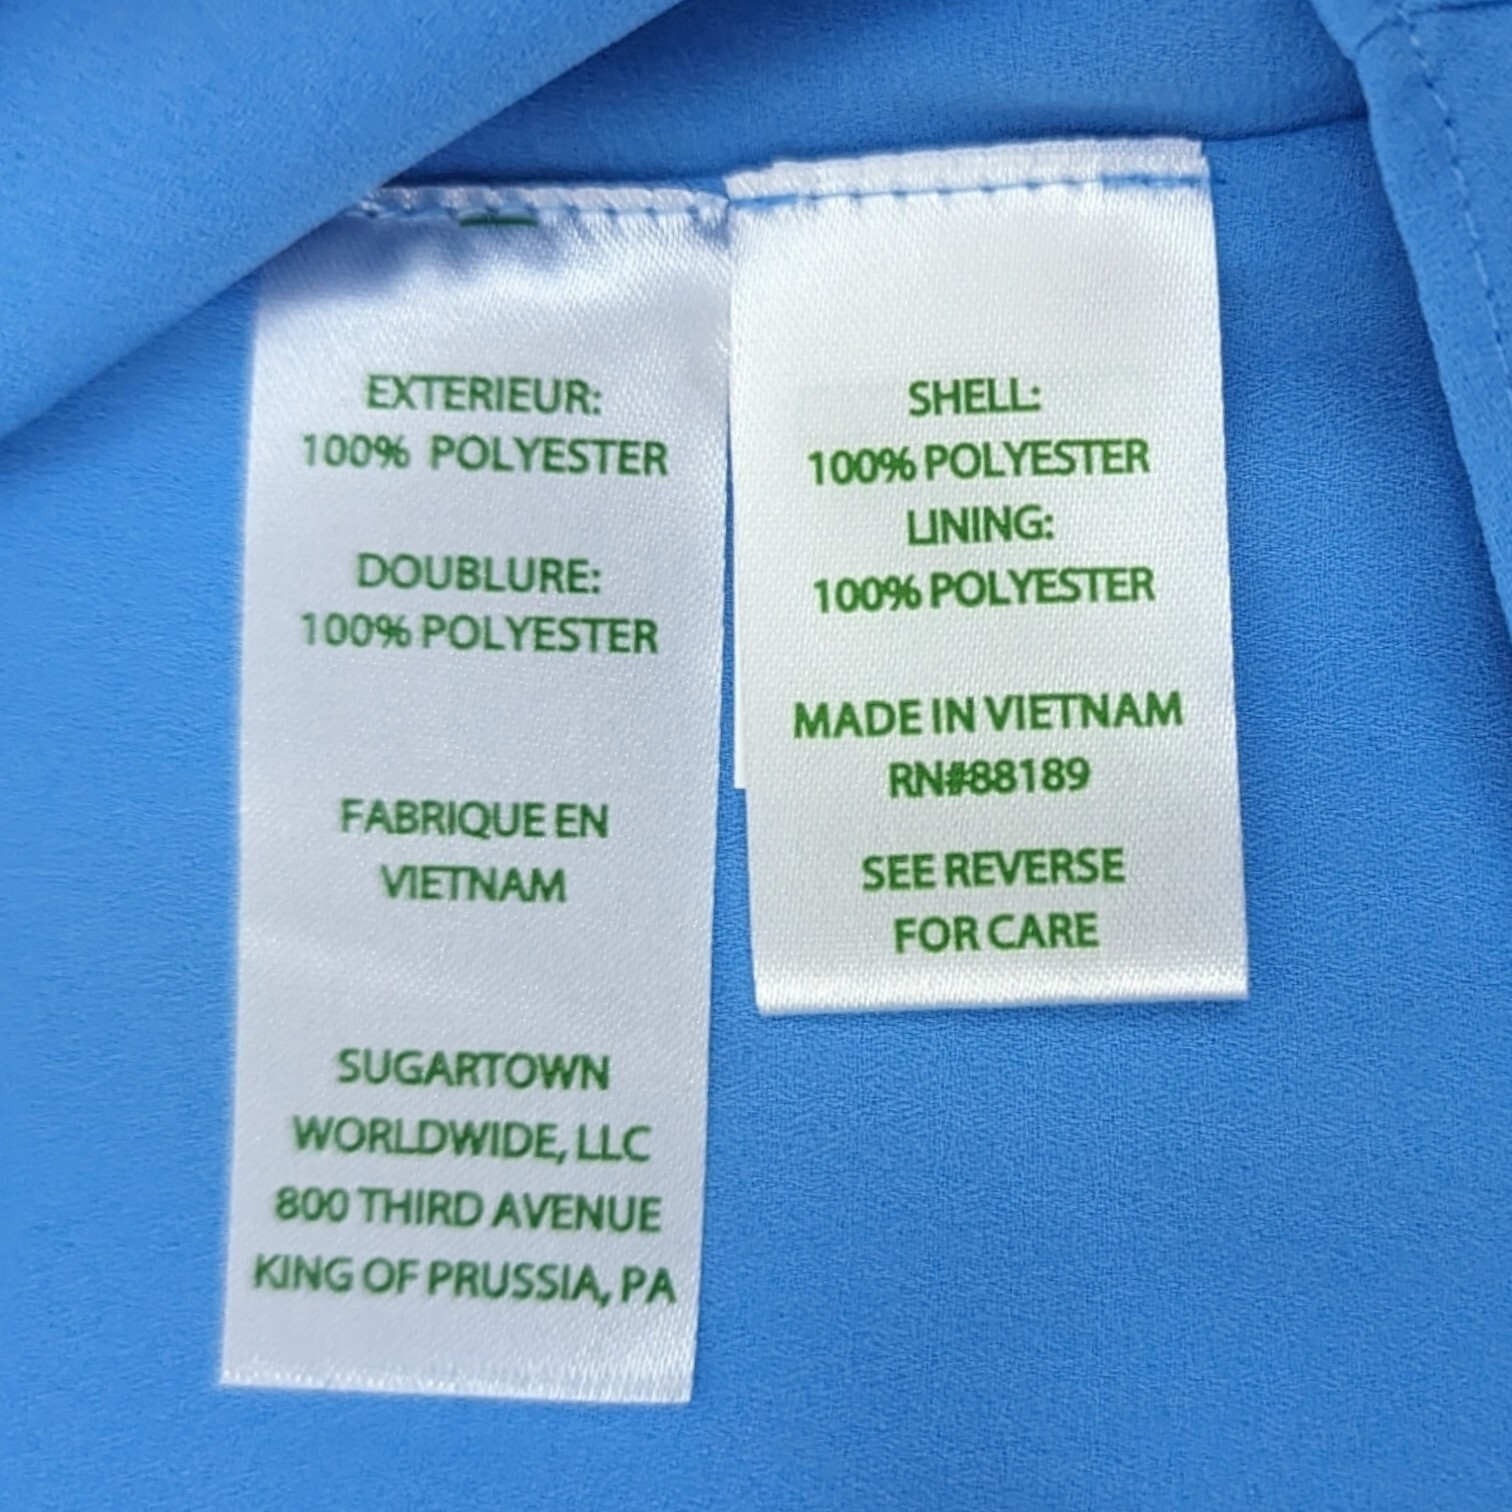 EXTERIEUR:
100% POLYESTER
DOUBLURE:
100% POLYESTER
FABRIQUE EN
VIETNAM
SUGARTOWN
WORLDWIDE, LLC
800 THIRD AVENUE
KING OF PRUSSIA, PA
SHELL:
100% POLYESTER
LINING:
100% POLYESTER
MADE IN VIETNAM
RN#88189
SEE REVERSE
FOR CARE